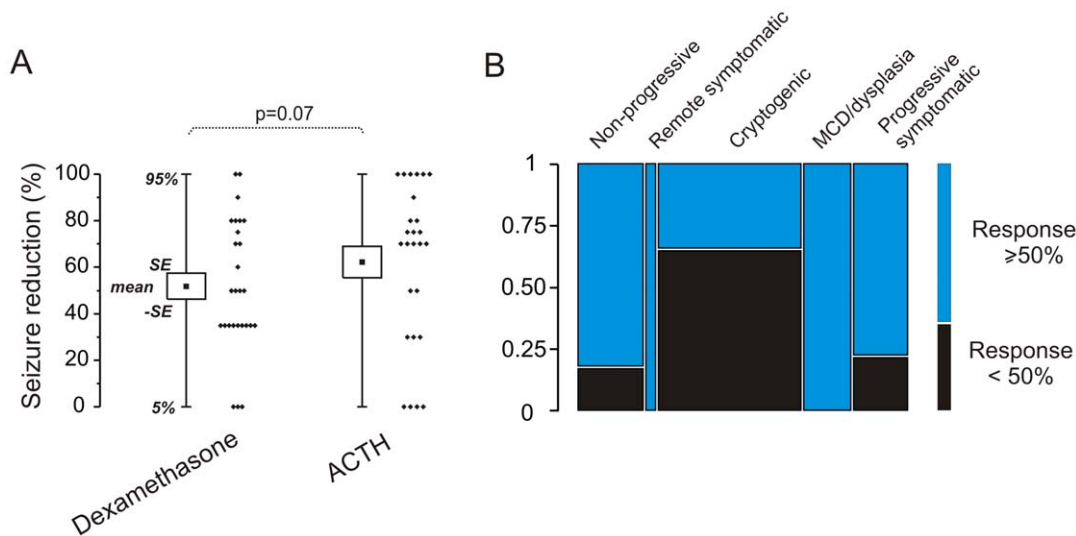 A
p=0.07
Seizure reduction (%)
100
80
60
40
20
0
95%
SE
mean
-SE
5%
Dexamethasone
ACTH
B
Non-progressive
Remote symptomatic
Cryptogenic
MCD/dysplasia
Progressive
symptomatic
1
0.75
0.50
0.25
0
Response
⩾50%
Response
< 50%